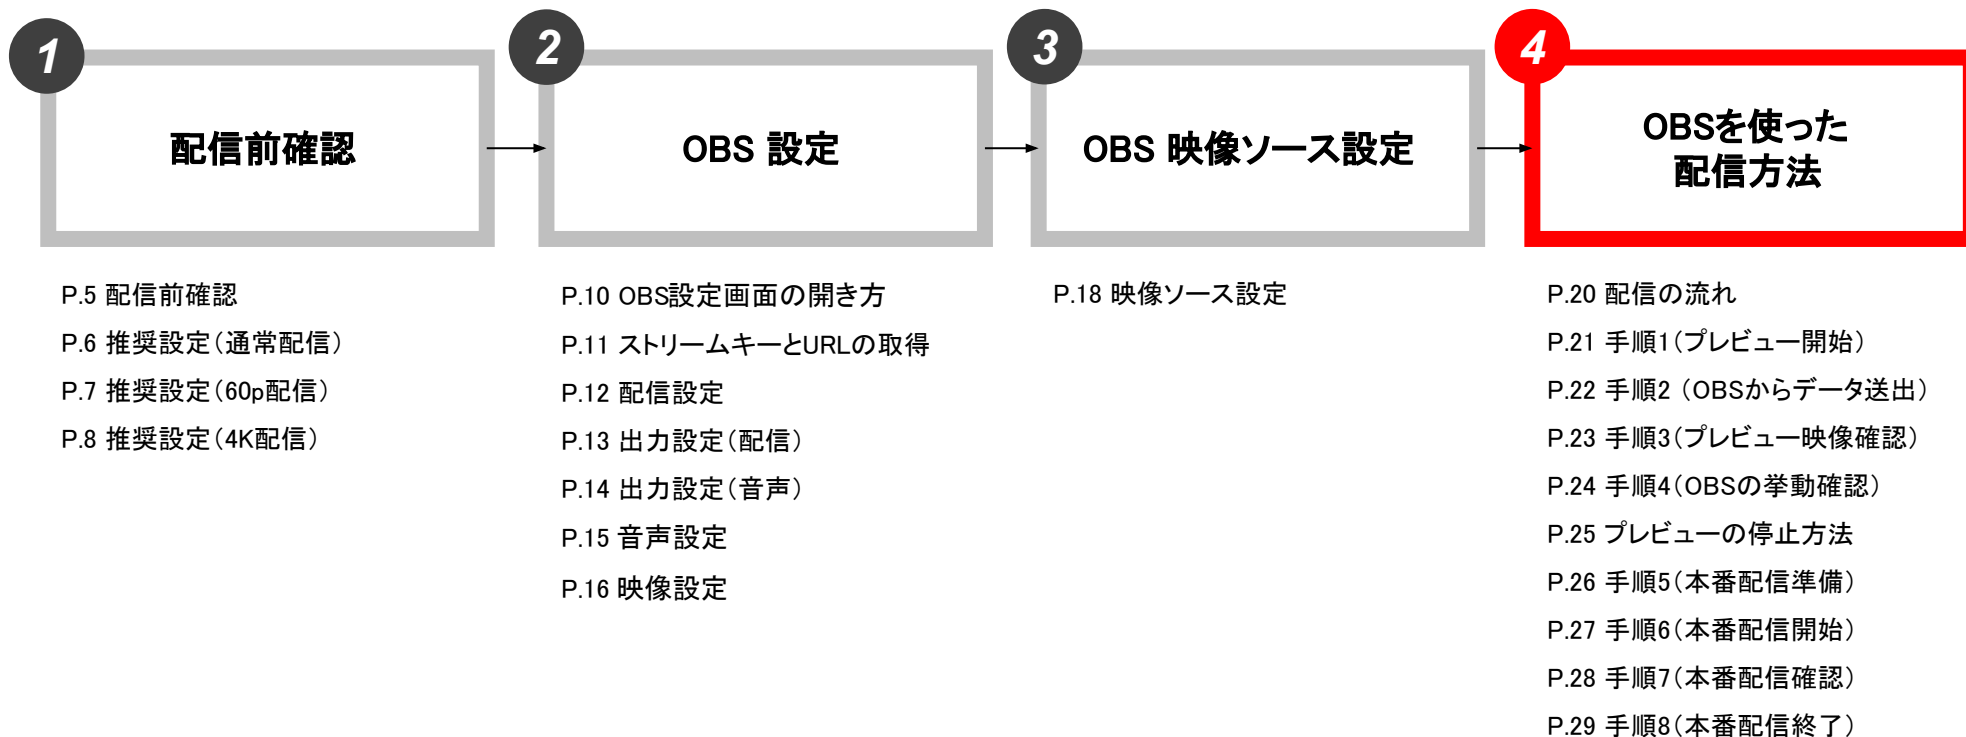 1
配信前確認
P.5 配信前確認
P.6 推奨設定（通常配信）
P.7 推奨設定（60p配信）
P.8 推奨設定（4K配信）
2
OBS 設定
P.10 OBS設定画面の開き方
P.11 ストリームキーとURLの取得
P.12 配信設定
P.13 出力設定（配信）
P.14 出力設定（音声）
P.15 音声設定
P.16 映像設定
3
OBS 映像ソース設定
P.18 映像ソース設定
4
OBSを使った
配信方法
P.20 配信の流れ
P.21 手順1（プレビュー開始）
P.22 手順2 （OBSからデータ送出）
P.23 手順3（プレビュー映像確認）
P.24 手順4（OBSの挙動確認）
P.25 プレビューの停止方法
P.26 手順5（本番配信準備）
P.27 手順6（本番配信開始）
P.28 手順7（本番配信確認）
P.29 手順8（本番配信終了）